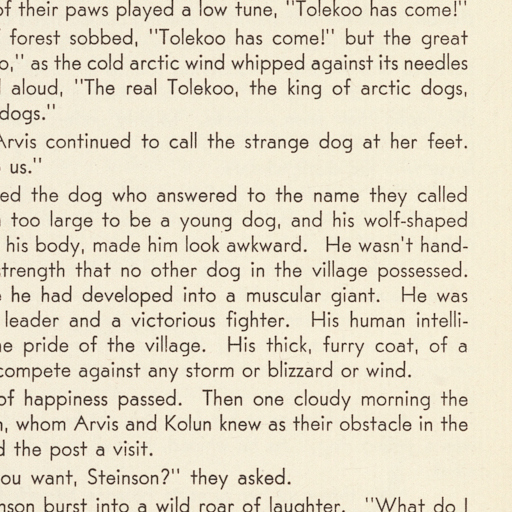 of their paws played a low tune, "Tolekoo has come!"
forest sobbed, "Tolekoo has come!" but the great
o," as the cold arctic wind whipped against its needles
aloud, "The real Tolekoo, the king of arctic dogs,
dogs."
Arvis continued to call the strange dog at her feet.
us."
ed the dog who answered to the name they called
too large to be a young dog, and his wolf-shaped
his body, made him look awkward. He wasn't hand-
trength that no other dog in the village possessed.
he had developed into a muscular giant. He was
leader and a victorious fighter. His human intelli-
e pride of the village. His thick, furry coat, of a
compete against any storm or blizzard or wind.
of happiness passed. Then one cloudy morning the
, whom Arvis and Kolun knew as their obstacle in the
d the post a visit.
ou want, Steinson?" they asked.
nson burst into a wild roar of laughter. "What do I